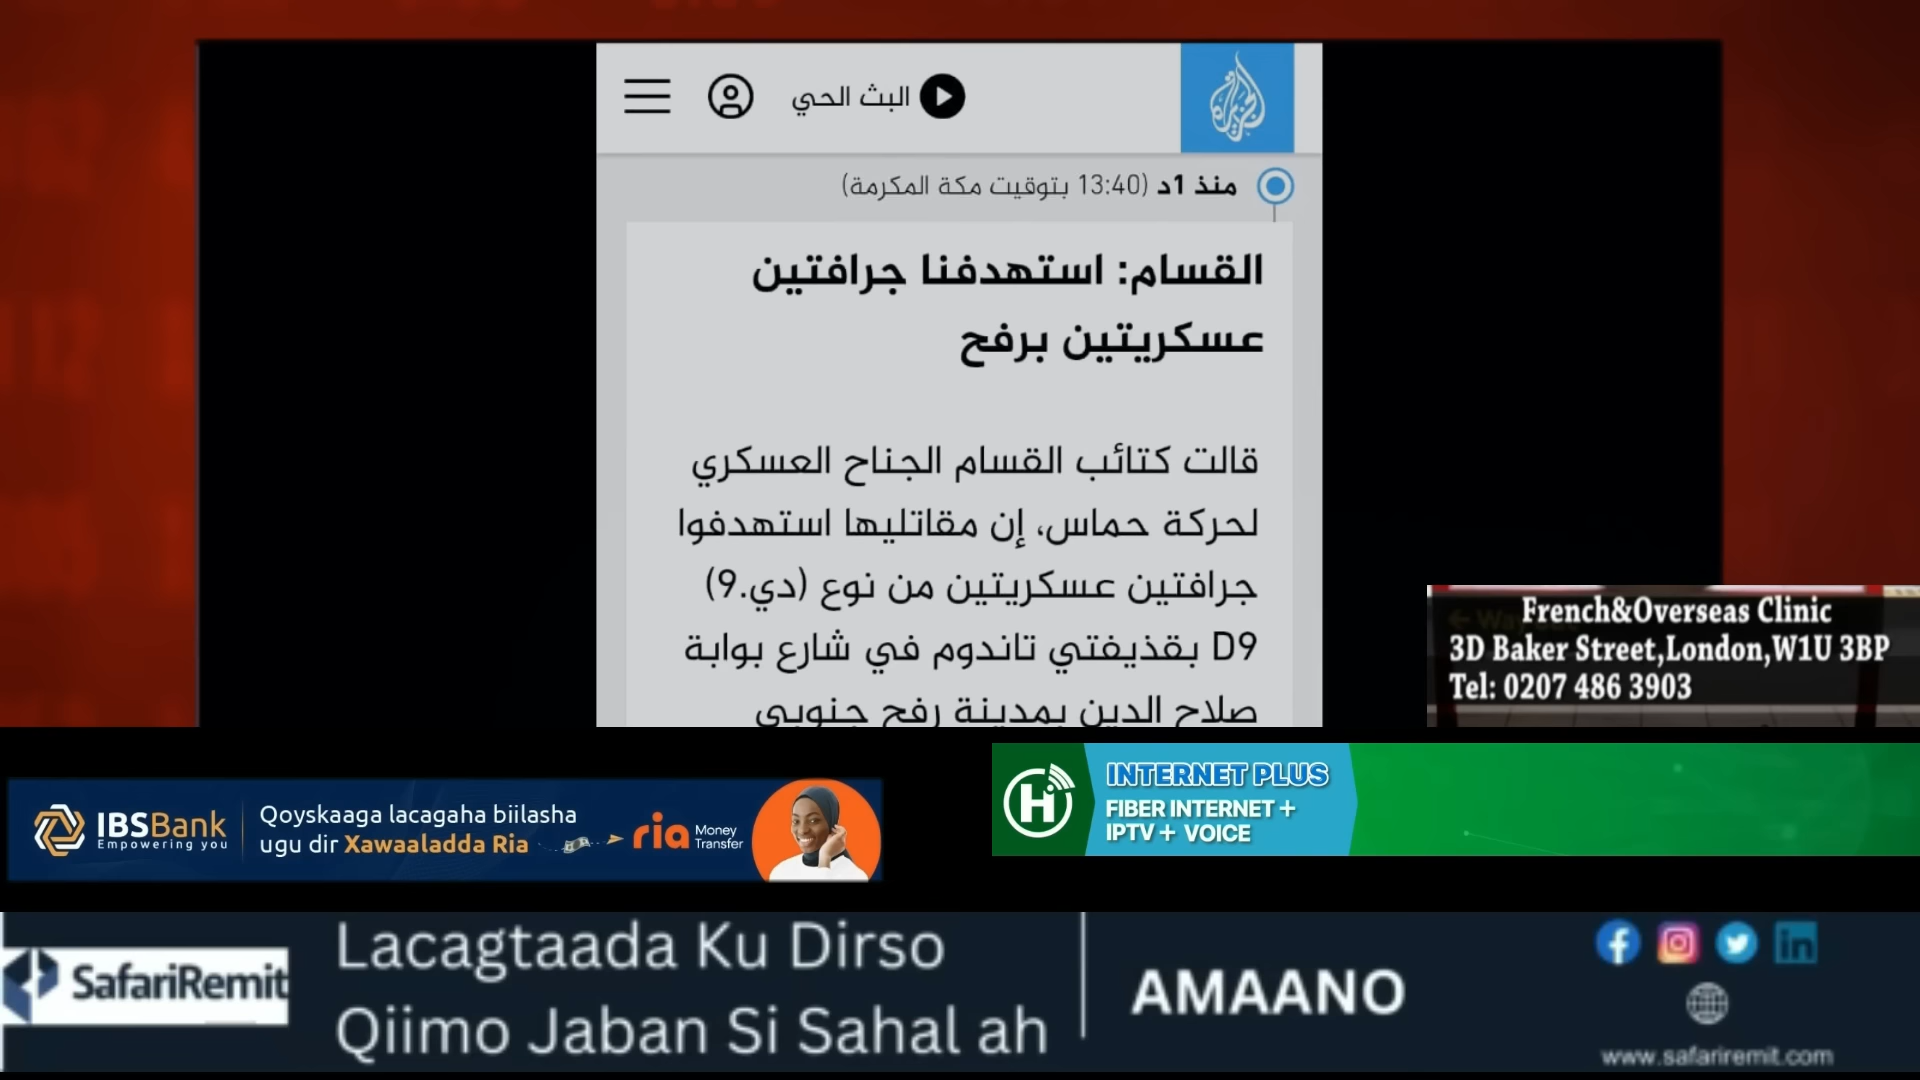 البث الحي
منذ 1د (13:40 بتوقيت مكة المكرمة)
القسام: استهدفنا جرافتين
عسكريتين برفح
قالت كتائب القسام الجناح العسكري
لحركة حماس، إن مقاتليها استهدفوا
جرافتين عسكريتين من نوع (دي.9)
D9 بقذيفتي تاندوم في شارع بوابة
صلاح الدين بمدينة رفح جنوبي
French&Overseas Clinic
3D Baker Street,London,W1U 3BP
Tel: 0207 486 3903
IBSBank
Empowering you
Qoyskaaga lacagaha biilasha
ugu dir Xawaaladda Ria
ria Money Transfer
H
INTERNET PLUS
FIBER INTERNET +
IPTV + VOICE
SafariRemit
Lacagtaada Ku Dirso
Qiimo Jaban Si Sahal ah
AMAANO
www.safariremit.com